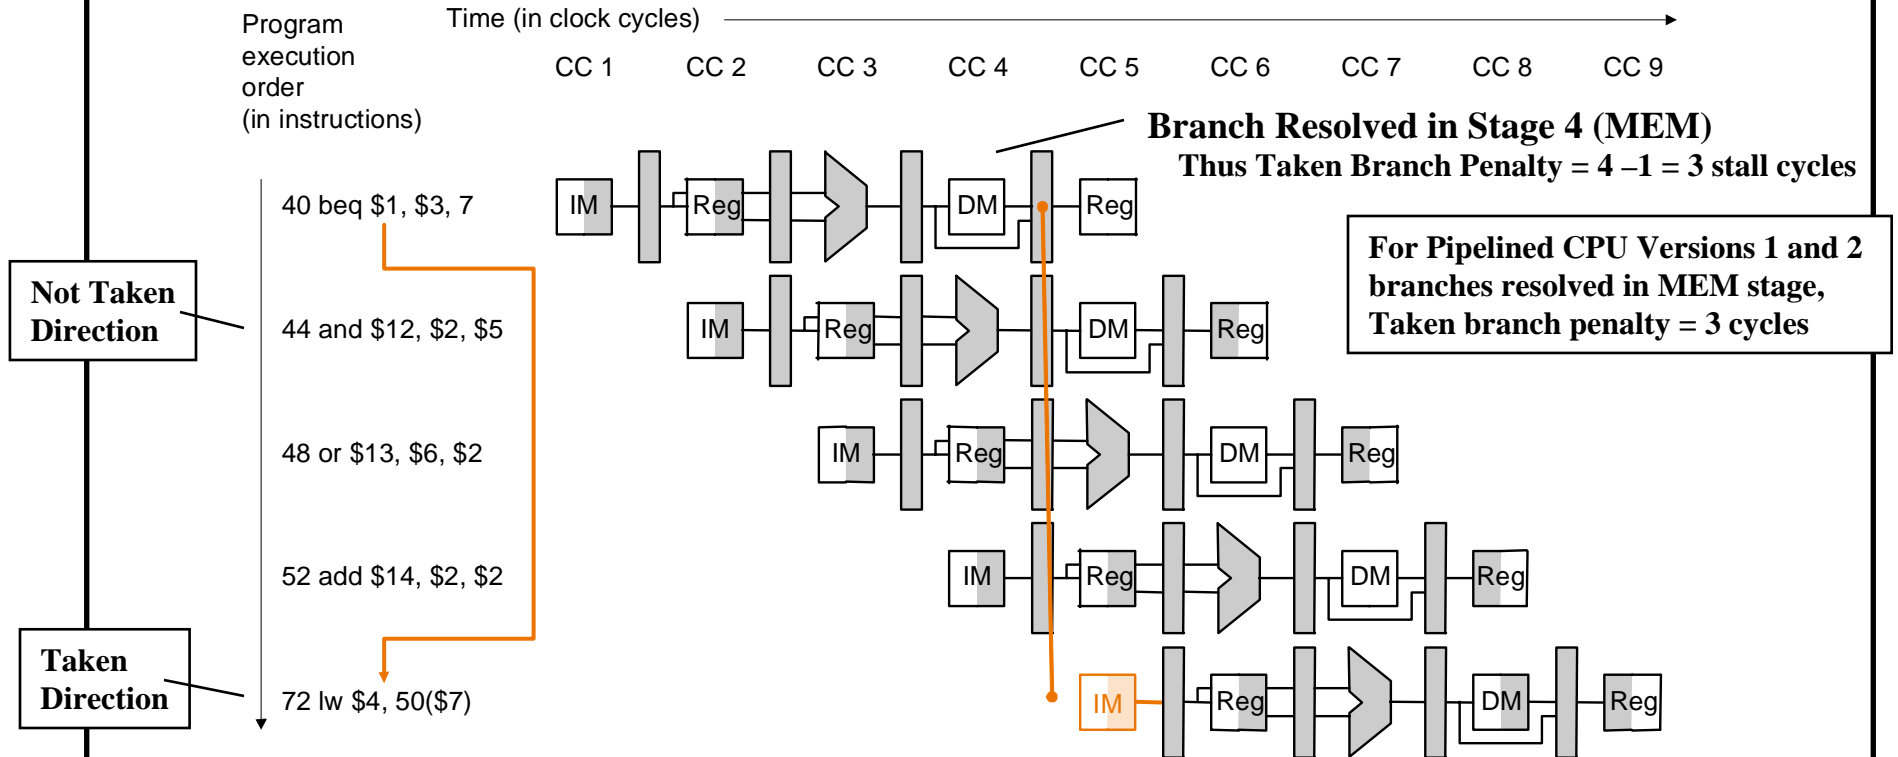 Time (in clock cycles)
Program
execution
order
(in instructions)
CC 1 CC 2 CC 3 CC 4 CC 5 CC 6 CC 7 CC 8 CC 9
Branch Resolved in Stage 4 (MEM)
Thus Taken Branch Penalty = 4 –1 = 3 stall cycles
40 beq $1, $3, 7
IM Reg DM Reg
For Pipelined CPU Versions 1 and 2
branches resolved in MEM stage,
Taken branch penalty = 3 cycles
Not Taken
Direction
44 and $12, $2, $5
IM Reg DM Reg
48 or $13, $6, $2
IM Reg DM Reg
52 add $14, $2, $2
IM Reg DM Reg
Taken
Direction
72 lw $4, 50($7)
IM Reg DM Reg